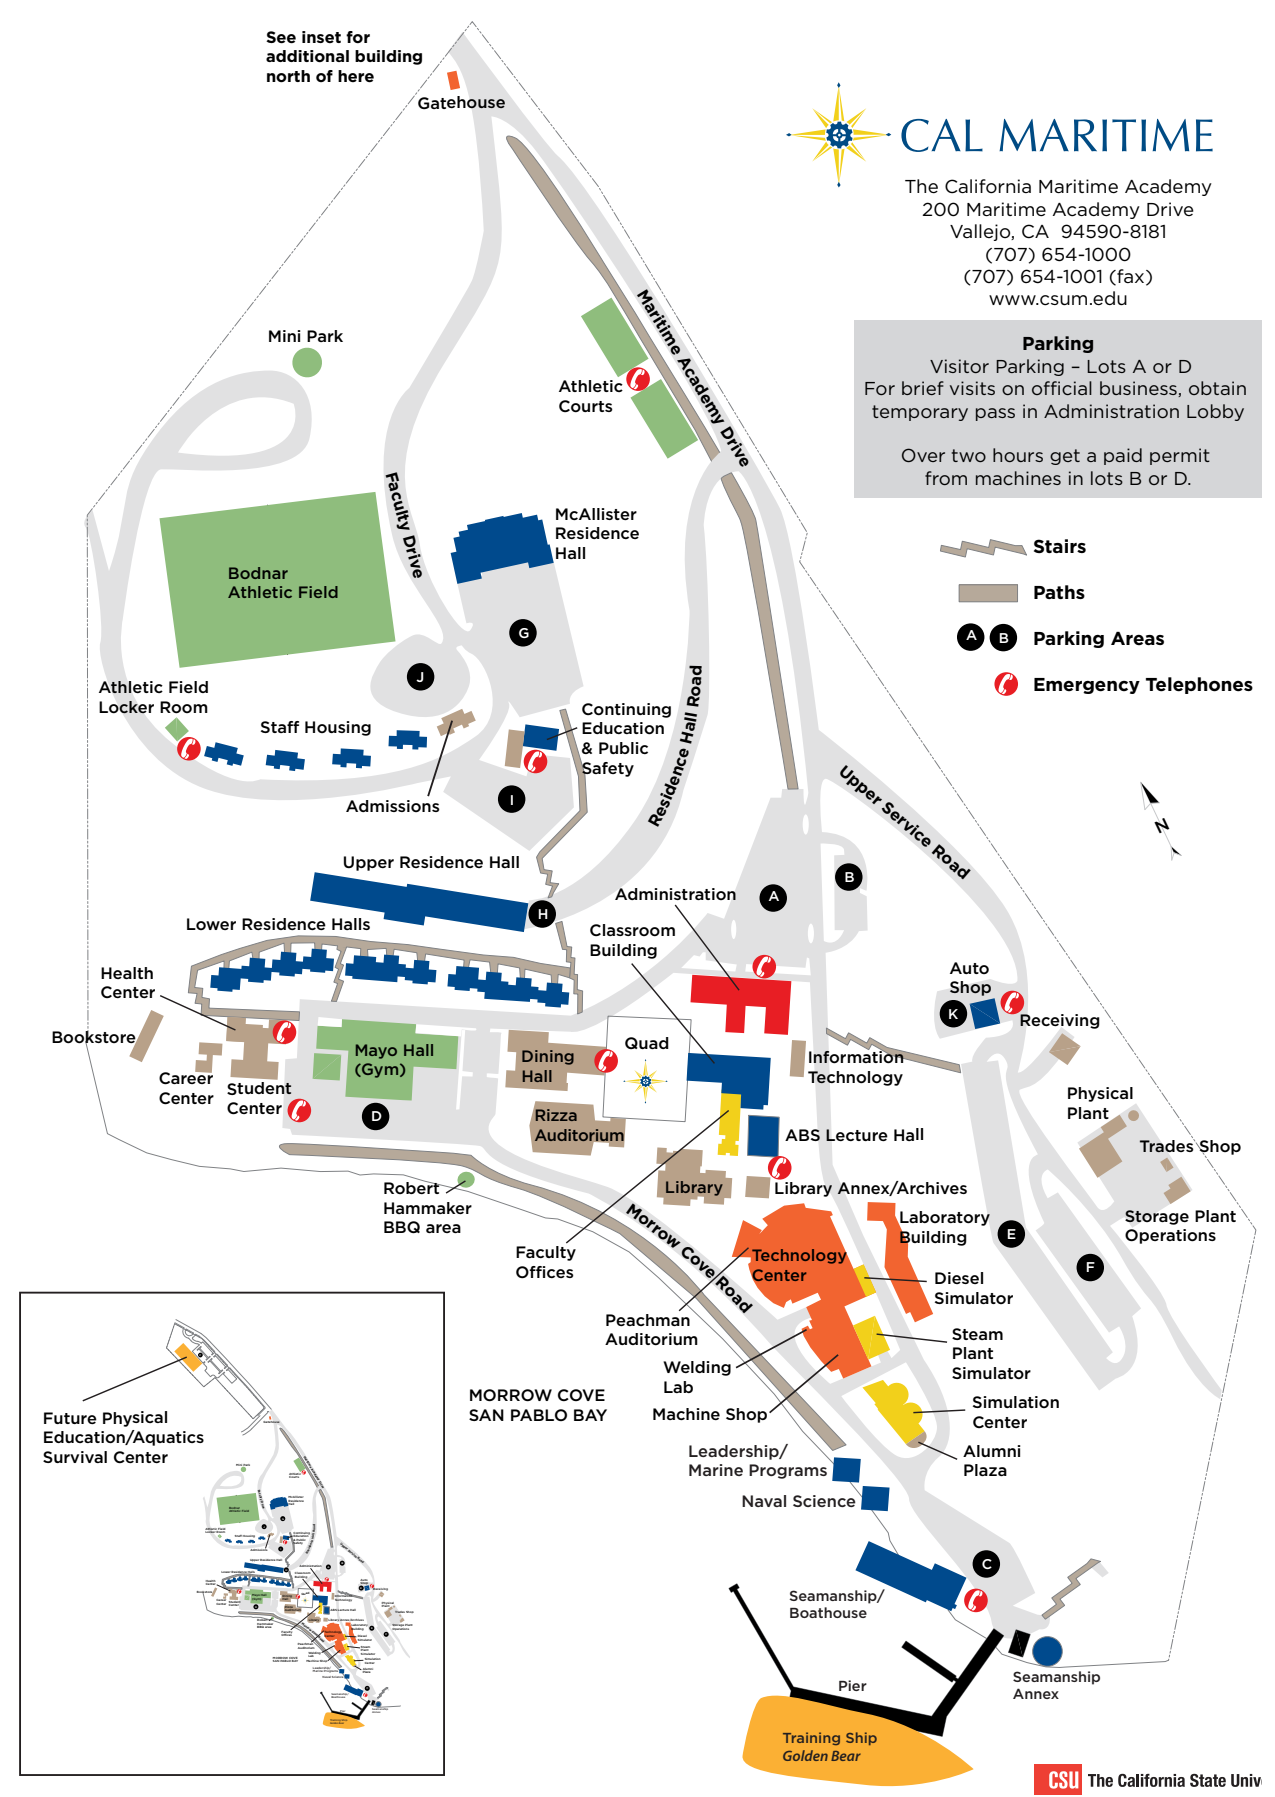 See inset for
additional building
north of here
Gatehouse
CAL MARITIME
The California Maritime Academy
200 Maritime Academy Drive
Vallejo, CA 94590-8181
(707) 654-1000
(707) 654-1001 (fax)
www.csum.edu
Parking
Visitor Parking – Lots A or D
For brief visits on official business, obtain
temporary pass in Administration Lobby
Over two hours get a paid permit
from machines in lots B or D.
Stairs
Paths
A B Parking Areas
Emergency Telephones
N
Mini Park
Athletic
Courts
Maritime Academy Drive
Faculty Drive
McAllister
Residence
Hall
Bodnar
Athletic Field
G
J
Athletic Field
Locker Room
Staff Housing
Admissions
Continuing
Education
& Public
Safety
I
Residence Hall Road
Upper Service Road
Upper Residence Hall
H
Lower Residence Halls
Administration
A
B
Classroom
Building
Health
Center
Bookstore
Career
Center
Student
Center
Mayo Hall
(Gym)
D
Dining
Hall
Quad
Rizza
Auditorium
Information
Technology
Auto
Shop
K
Receiving
Physical
Plant
Trades Shop
Storage Plant
Operations
ABS Lecture Hall
Library
Library Annex/Archives
Robert
Hammaker
BBQ area
Faculty
Offices
Morrow Cove Road
Technology
Center
Laboratory
Building
E
F
Diesel
Simulator
Peachman
Auditorium
Steam
Plant
Simulator
Welding
Lab
Machine Shop
Simulation
Center
Alumni
Plaza
MORROW COVE
SAN PABLO BAY
Leadership/
Marine Programs
Naval Science
C
Seamanship/
Boathouse
Seamanship
Annex
Pier
Training Ship
Golden Bear
Future Physical
Education/Aquatics
Survival Center
CSU The California State Unive